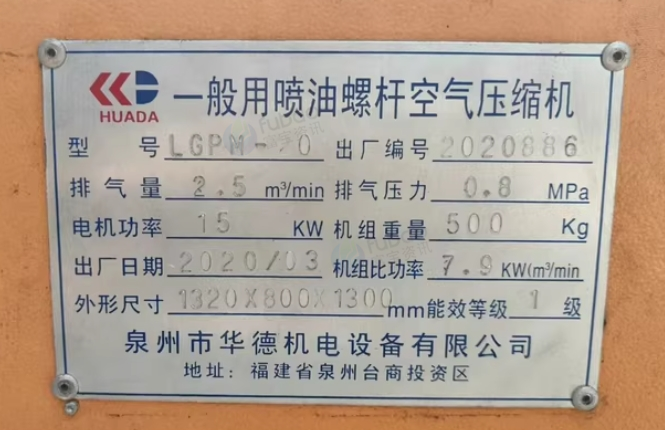 HUADA 一般用喷油螺杆空气压缩机
型 号 LGPM- 0 出厂编号 2020886
排气量 2.5 m³/min 排气压力 0.8 MPa
电机功率 15 KW 机组重量 500 Kg
出厂日期 2020/03 机组比功率 7.9 KW(m³/min
外形尺寸 1320X800X1300 mm 能效等级 1 级
泉州市华德机电设备有限公司
地址:福建省泉州台商投资区